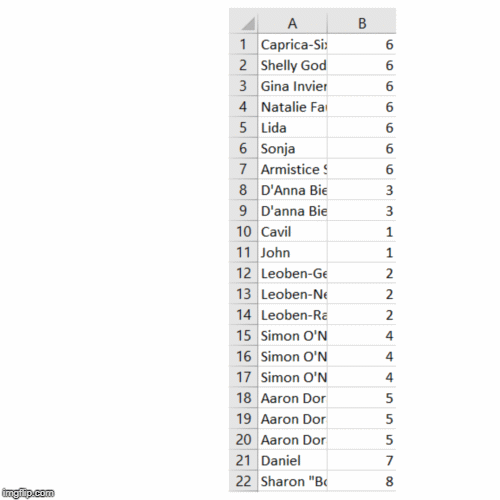 A B
1 Caprica-Six 6
2 Shelly God 6
3 Gina Invier 6
4 Natalie Fau 6
5 Lida 6
6 Sonja 6
7 Armistice S 6
8 D'Anna Bie 3
9 D'anna Bie 3
10 Cavil 1
11 John 1
12 Leoben-Ge 2
13 Leoben-Ne 2
14 Leoben-Ra 2
15 Simon O'N 4
16 Simon O'N 4
17 Simon O'N 4
18 Aaron Dor 5
19 Aaron Dor 5
20 Aaron Dor 5
21 Daniel 7
22 Sharon "Bo 8
imgflip.com